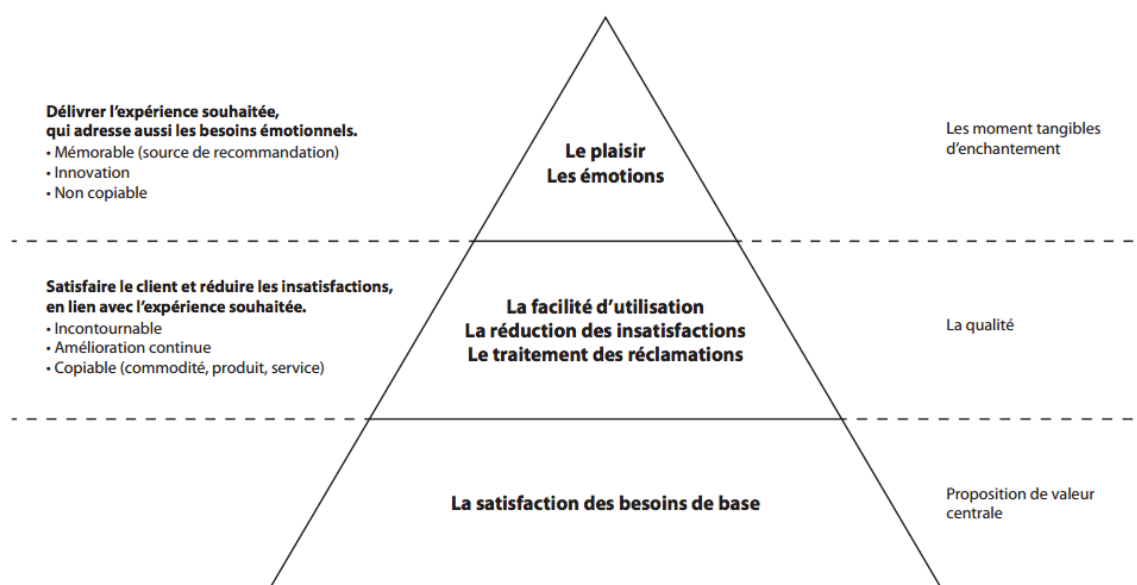 Délivrer l'expérience souhaitée,
qui adresse aussi les besoins émotionnels.
• Mémorable (source de recommandation)
• Innovation
• Non copiable
Le plaisir
Les émotions
Les moment tangibles
d'enchantement
Satisfaire le client et réduire les insatisfactions,
en lien avec l'expérience souhaitée.
• Incontournable
• Amélioration continue
• Copiable (commodité, produit, service)
La facilité d'utilisation
La réduction des insatisfactions
Le traitement des réclamations
La qualité
La satisfaction des besoins de base
Proposition de valeur
centrale